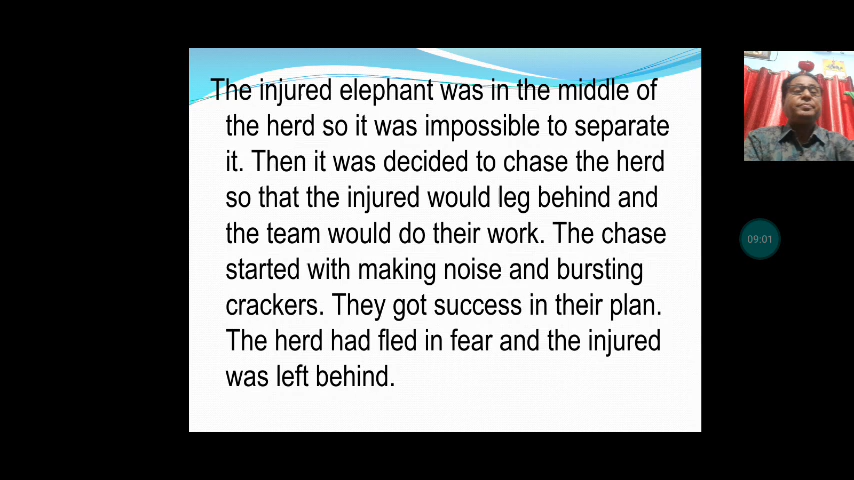 The injured elephant was in the middle of
the herd so it was impossible to separate
it. Then it was decided to chase the herd
so that the injured would leg behind and
the team would do their work. The chase
started with making noise and bursting
crackers. They got success in their plan.
The herd had fled in fear and the injured
was left behind.
09:01